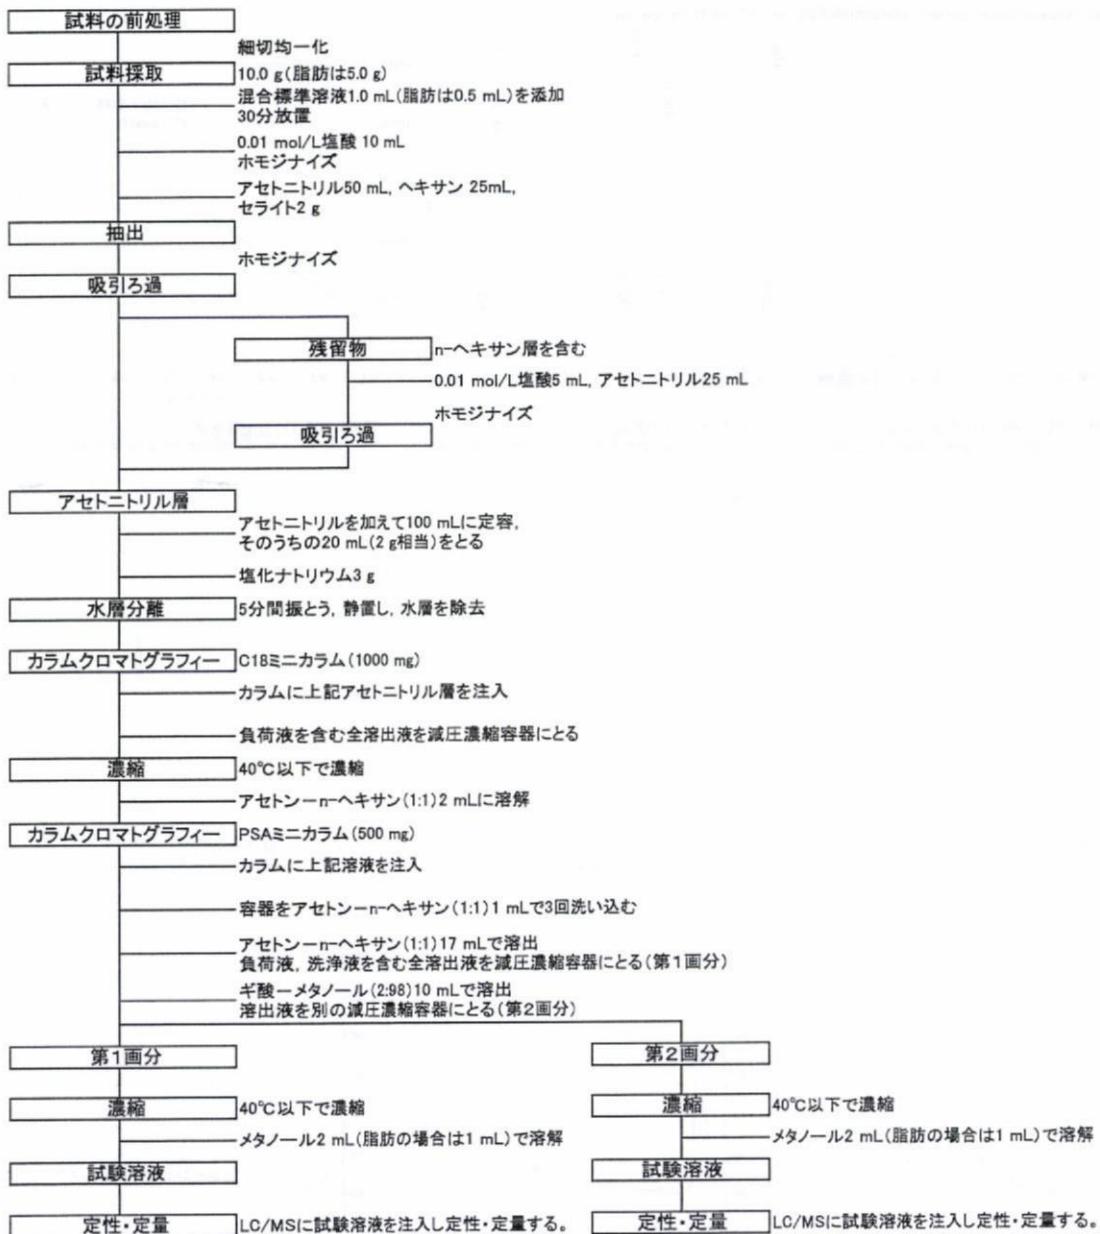 試料の前処理
細切均一化
試料採取
10.0 g(脂肪は5.0 g)
混合標準溶液1.0 mL(脂肪は0.5 mL)を添加
30分放置
0.01 mol/L塩酸 10 mL
ホモジナイズ
アセトニトリル50 mL, ヘキサン 25mL,
セライト2 g
抽出
ホモジナイズ
吸引ろ過
残留物
n-ヘキサン層を含む
0.01 mol/L塩酸5 mL, アセトニトリル25 mL
ホモジナイズ
吸引ろ過
アセトニトリル層
アセトニトリルを加えて100 mLに定容,
そのうちの20 mL(2 g相当)をとる
塩化ナトリウム3 g
水層分離
5分間振とう, 静置し, 水層を除去
カラムクロマトグラフィー
C18ミニカラム(1000 mg)
カラムに上記アセトニトリル層を注入
負荷液を含む全溶出液を減圧濃縮容器にとる
濃縮
40℃以下で濃縮
アセトンーn-ヘキサン(1:1)2 mLに溶解
カラムクロマトグラフィー
PSAミニカラム(500 mg)
カラムに上記溶液を注入
容器をアセトンーn-ヘキサン(1:1)1 mLで3回洗い込む
アセトンーn-ヘキサン(1:1)17 mLで溶出
負荷液, 洗浄液を含む全溶出液を減圧濃縮容器にとる(第1画分)
ギ酸ーメタノール(2:98)10 mLで溶出
溶出液を別の減圧濃縮容器にとる(第2画分)
第1画分
第2画分
濃縮
40℃以下で濃縮
濃縮
40℃以下で濃縮
メタノール2 mL(脂肪の場合は1 mL)で溶解
メタノール2 mL(脂肪の場合は1 mL)で溶解
試験溶液
試験溶液
定性・定量
LC/MSに試験溶液を注入し定性・定量する。
定性・定量
LC/MSに試験溶液を注入し定性・定量する。